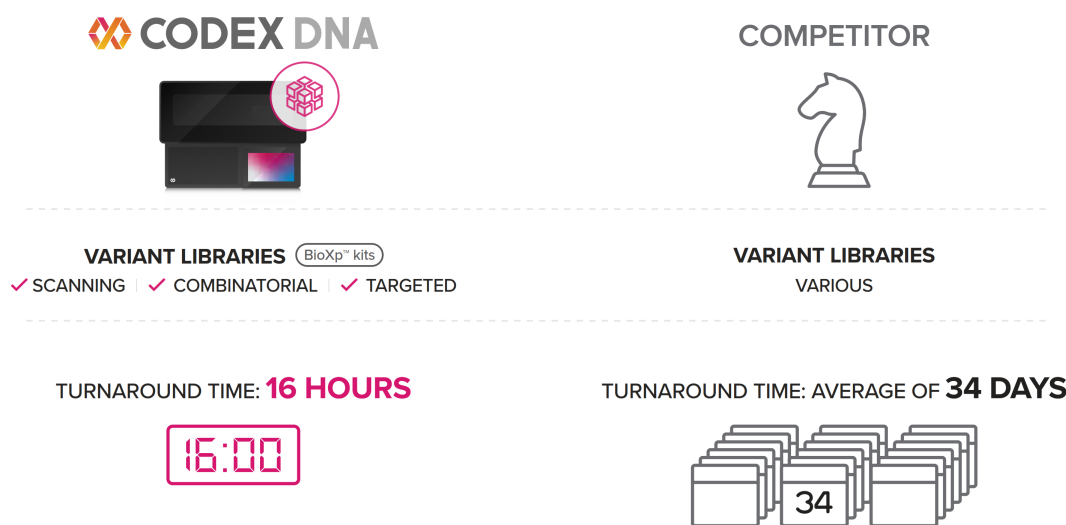 CODEX DNA
COMPETITOR
VARIANT LIBRARIES BioXp™ kits
SCANNING COMBINATORIAL TARGETED
VARIANT LIBRARIES
VARIOUS
TURNAROUND TIME: 16 HOURS
16:00
TURNAROUND TIME: AVERAGE OF 34 DAYS
34